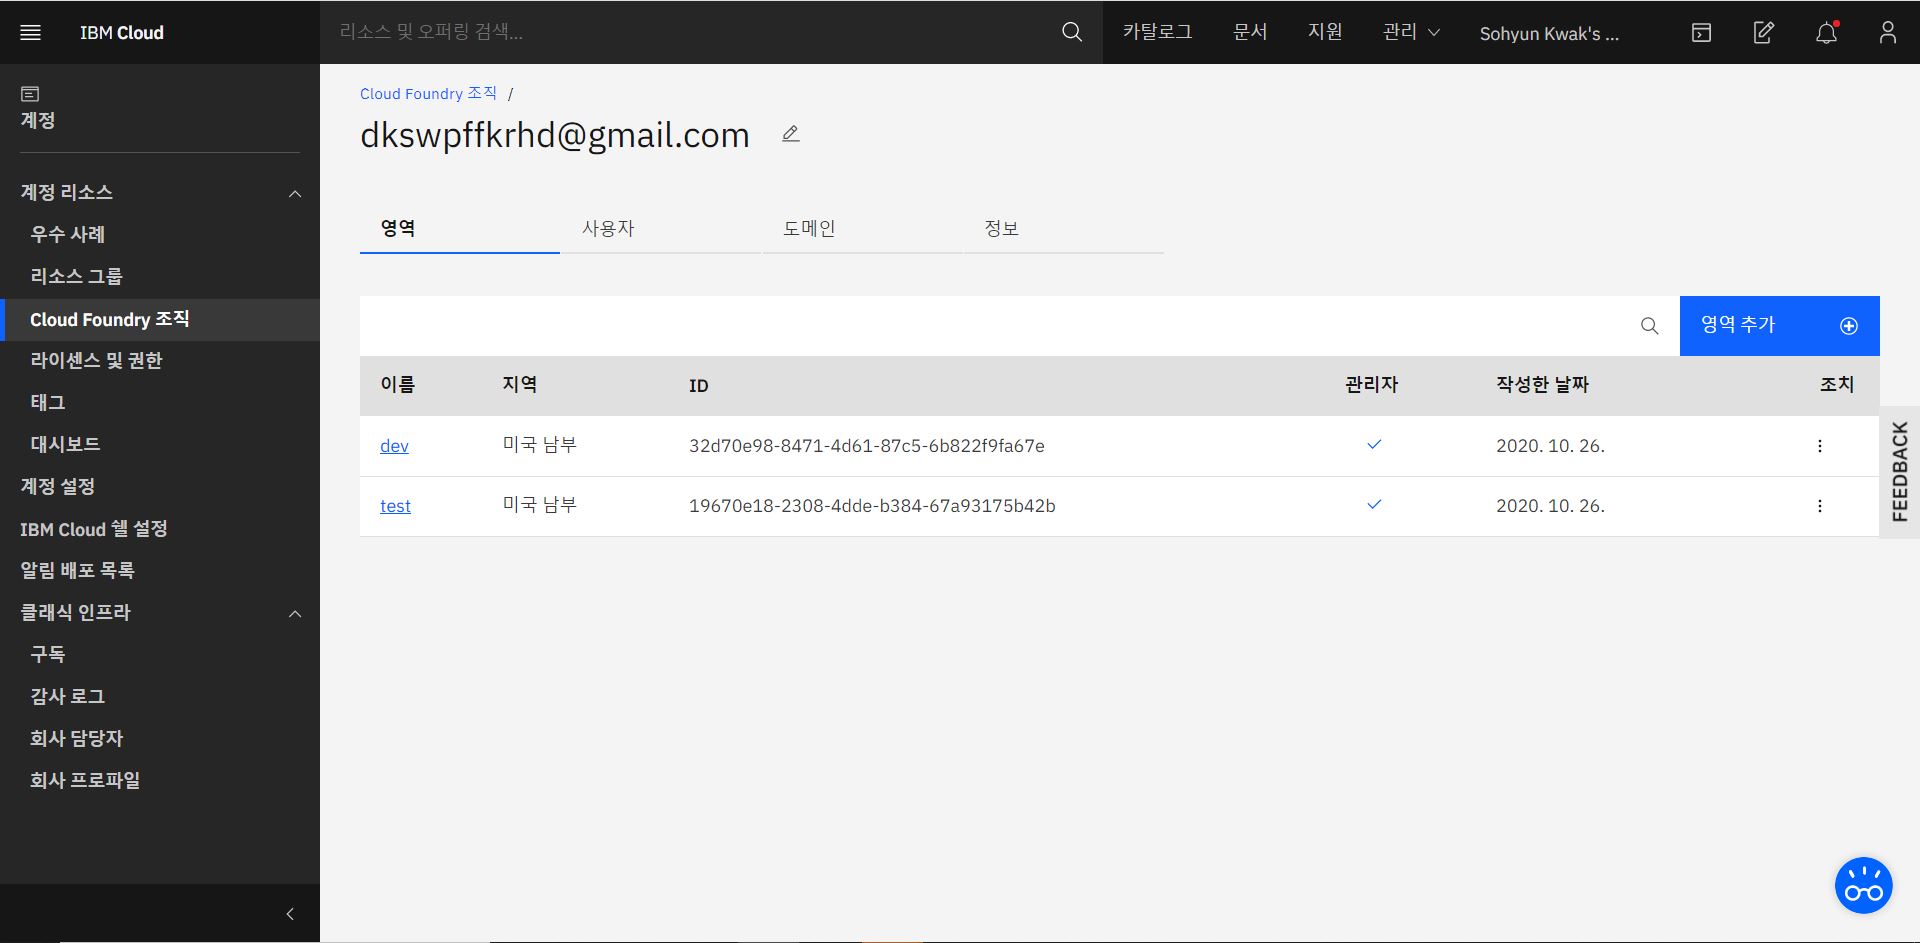 IBM Cloud
리소스 및 오퍼링 검색...
카탈로그
문서
지원
관리
Sohyun Kwak's ...
계정
계정 리소스
우수 사례
리소스 그룹
Cloud Foundry 조직
라이센스 및 권한
태그
대시보드
계정 설정
IBM Cloud 쉘 설정
알림 배포 목록
클래식 인프라
구독
감사 로그
회사 담당자
회사 프로파일
Cloud Foundry 조직 /
dkswpffkrhd@gmail.com
영역 사용자 도메인 정보
영역 추가
이름 지역 ID 관리자 작성한 날짜 조치
dev 미국 남부 32d70e98-8471-4d61-87c5-6b822f9fa67e 2020. 10. 26.
test 미국 남부 19670e18-2308-4dde-b384-67a93175b42b 2020. 10. 26.
FEEDBACK